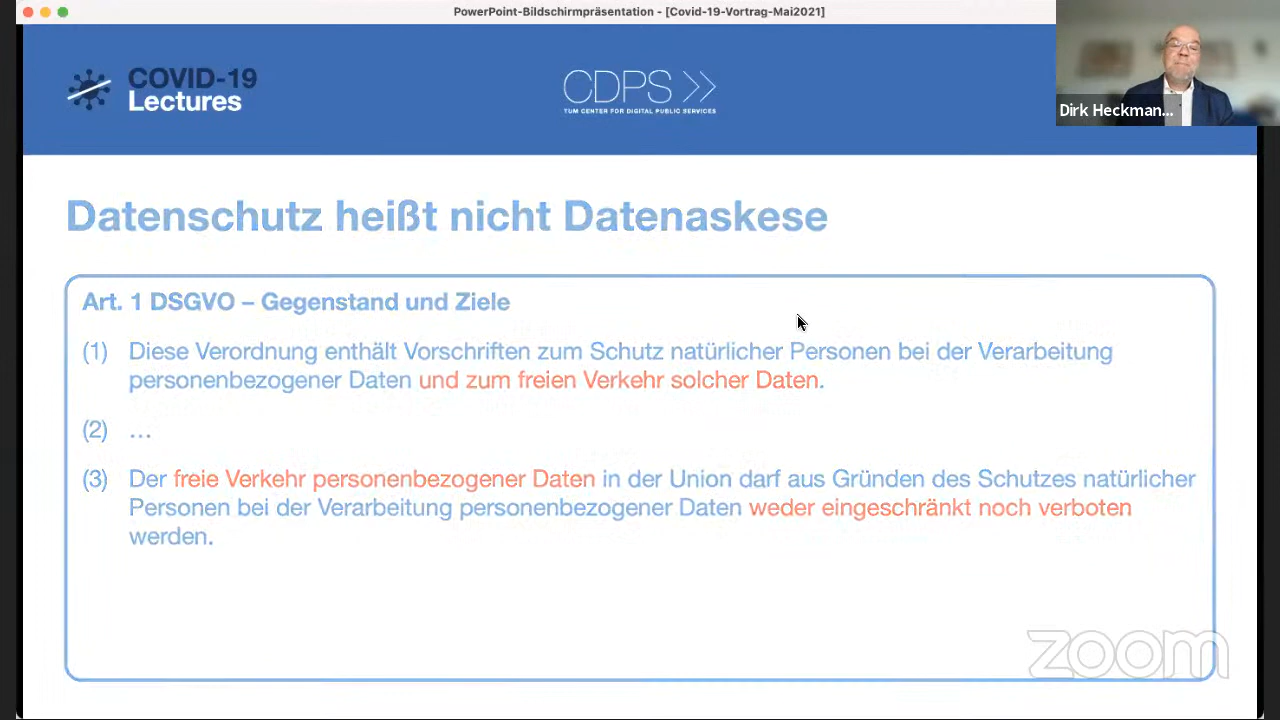 PowerPoint-Bildschirmpräsentation - [Covid-19-Vortrag-Mai2021]
COVID-19
Lectures
CDPS
TUM CENTER FOR DIGITAL PUBLIC SERVICES
Dirk Heckman...
Datenschutz heißt nicht Datenaskese
Art. 1 DSGVO – Gegenstand und Ziele
(1) Diese Verordnung enthält Vorschriften zum Schutz natürlicher Personen bei der Verarbeitung
personenbezogener Daten und zum freien Verkehr solcher Daten.
(2) …
(3) Der freie Verkehr personenbezogener Daten in der Union darf aus Gründen des Schutzes natürlicher
Personen bei der Verarbeitung personenbezogener Daten weder eingeschränkt noch verboten
werden.
zoom